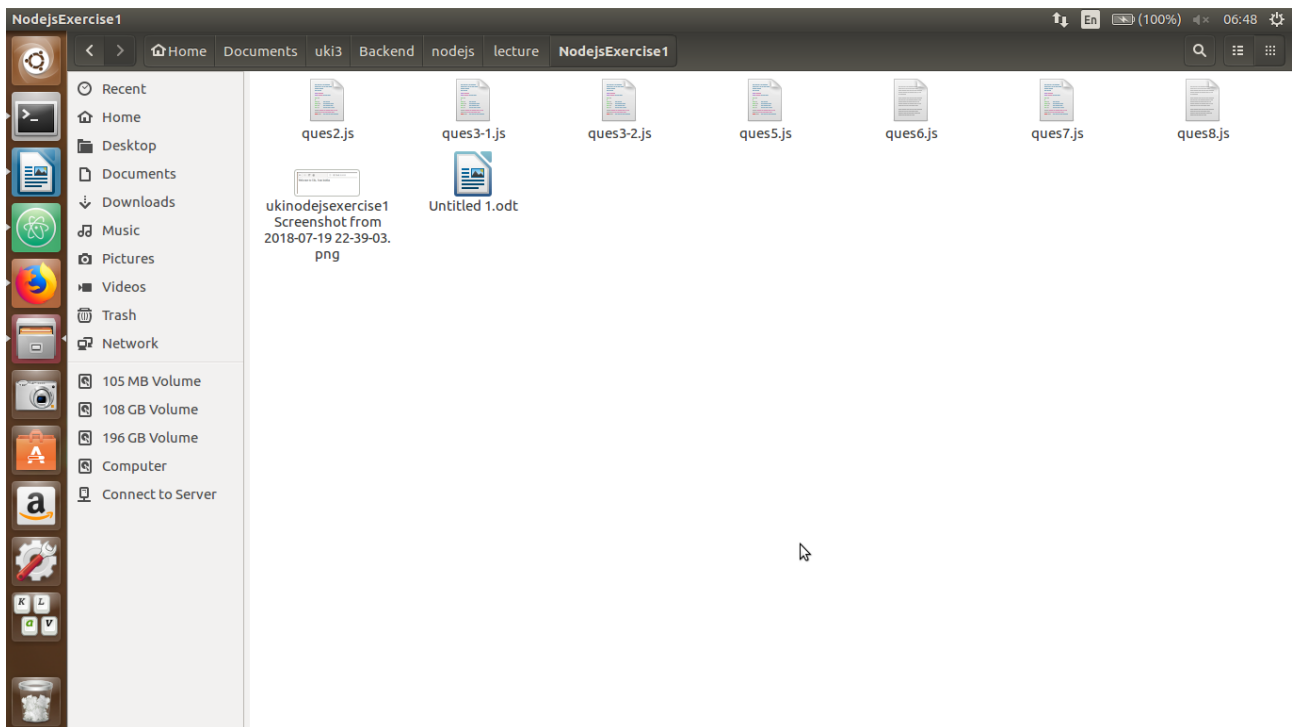 NodejsExercise1
En (100%) 06:48
Home Documents uki3 Backend nodejs lecture NodejsExercise1
Recent
Home
Desktop
Documents
Downloads
Music
Pictures
Videos
Trash
Network
105 MB Volume
108 GB Volume
196 GB Volume
Computer
Connect to Server
ques2.js ques3-1.js ques3-2.js ques5.js ques6.js ques7.js ques8.js
ukinodejsexercise1
Screenshot from
2018-07-19 22-39-03.
png
Untitled 1.odt
>_
A
a
K L
a v